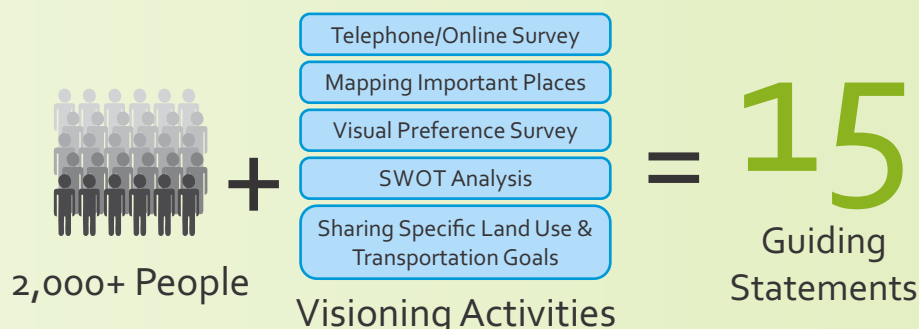 2,000+ People
+
Telephone/Online Survey
Mapping Important Places
Visual Preference Survey
SWOT Analysis
Sharing Specific Land Use &
Transportation Goals
Visioning Activities
=
15
Guiding
Statements